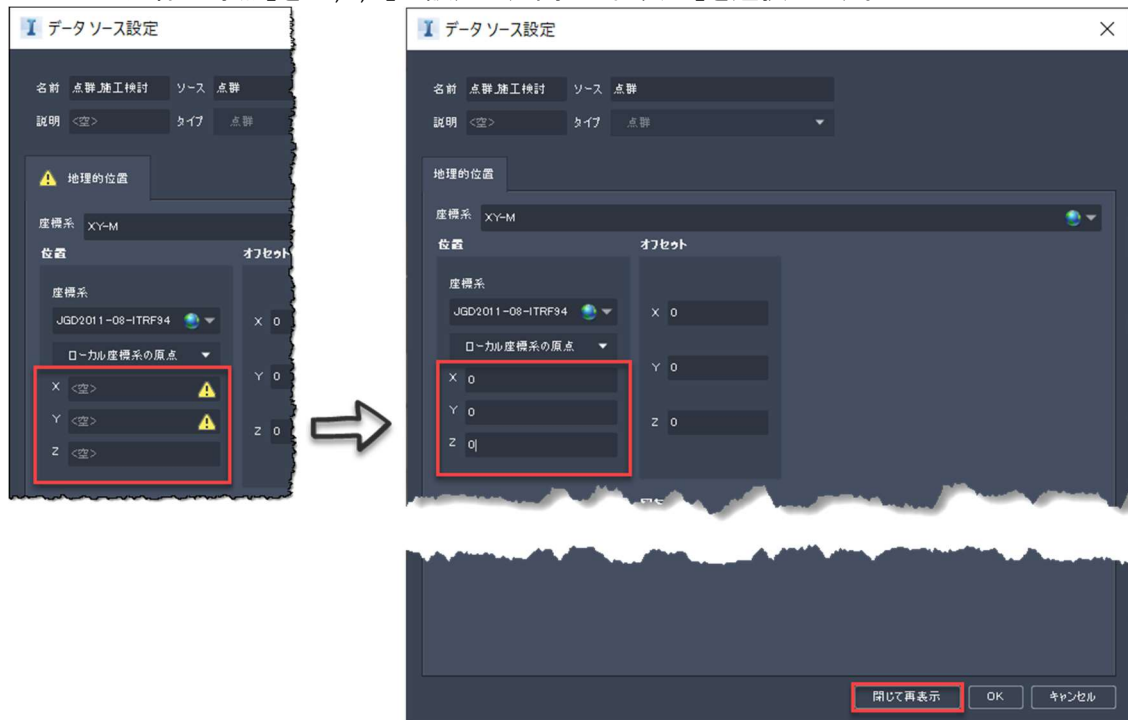 データ ソース設定
名前 点群_施工検討 ソース 点群
説明 <空> タイプ 点群
地理的位置
座標系 XY-M
位置 オフセット
座標系
JGD2011-08-ITRF94
ローカル座標系の原点
X <空>
Y <空>
Z <空>
X 0
Y 0
Z 0
データ ソース設定
名前 点群_施工検討 ソース 点群
説明 <空> タイプ 点群
地理的位置
座標系 XY-M
位置 オフセット
座標系
JGD2011-08-ITRF94
ローカル座標系の原点
X 0
Y 0
Z 0
X 0
Y 0
Z 0
閉じて再表示 OK キャンセル